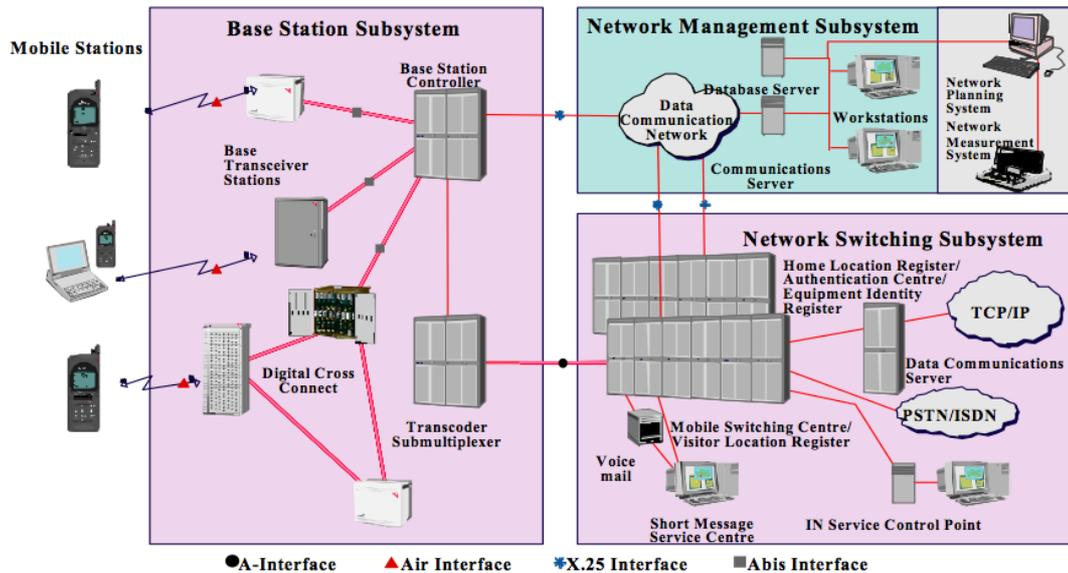 Mobile Stations
Base Station Subsystem
Base Station
Controller
Base
Transceiver
Stations
Digital Cross
Connect
Transcoder
Submultiplexer
Network Management Subsystem
Data
Communication
Network
Database Server
Workstations
Communications
Server
Network
Planning
System
Network
Measurement
System
Network Switching Subsystem
Home Location Register/
Authentication Centre/
Equipment Identity
Register
TCP/IP
Data Communications
Server
PSTN/ISDN
Mobile Switching Centre/
Visitor Location Register
Voice
mail
Short Message
Service Centre
IN Service Control Point
A-Interface
Air Interface
X.25 Interface
Abis Interface